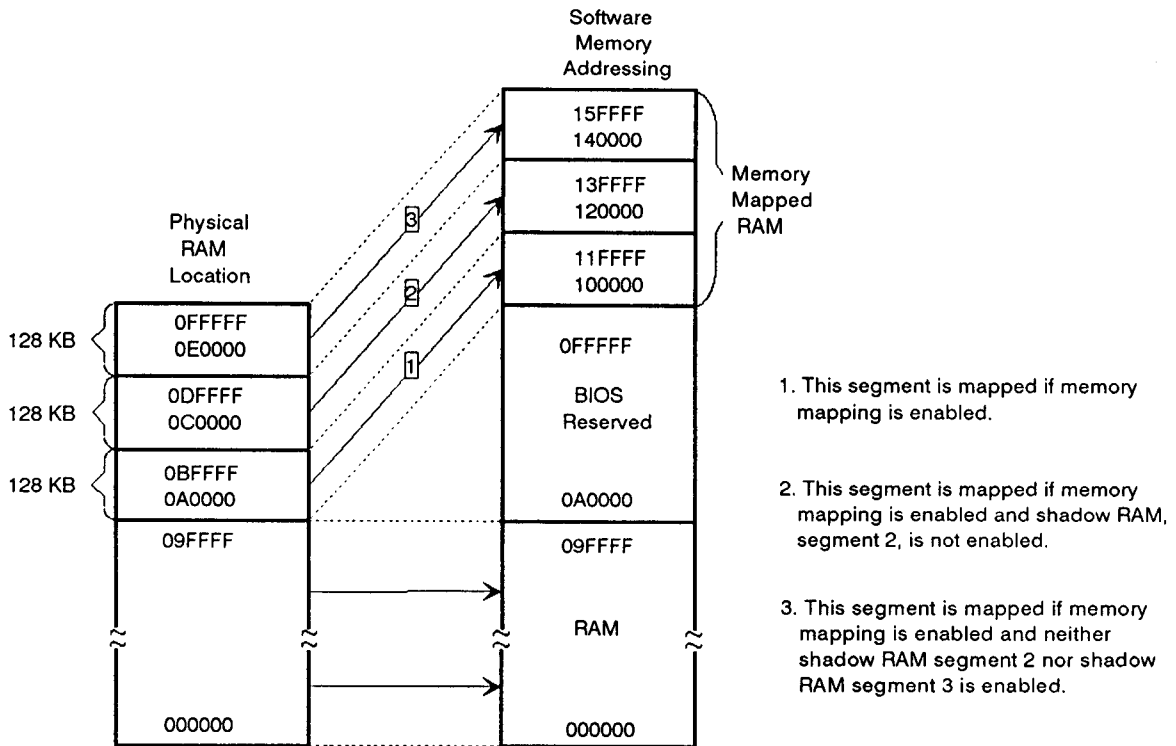 Software
Memory
Addressing
15FFFF
140000
13FFFF
120000
11FFFF
100000
Memory
Mapped
RAM
Physical
RAM
Location
3
2
1
128 KB
0FFFFF
0E0000
128 KB
0DFFFF
0C0000
128 KB
0BFFFF
0A0000
09FFFF
000000
0FFFFF
BIOS
Reserved
0A0000
09FFFF
RAM
000000
1. This segment is mapped if memory
mapping is enabled.
2. This segment is mapped if memory
mapping is enabled and shadow RAM,
segment 2, is not enabled.
3. This segment is mapped if memory
mapping is enabled and neither
shadow RAM segment 2 nor shadow
RAM segment 3 is enabled.